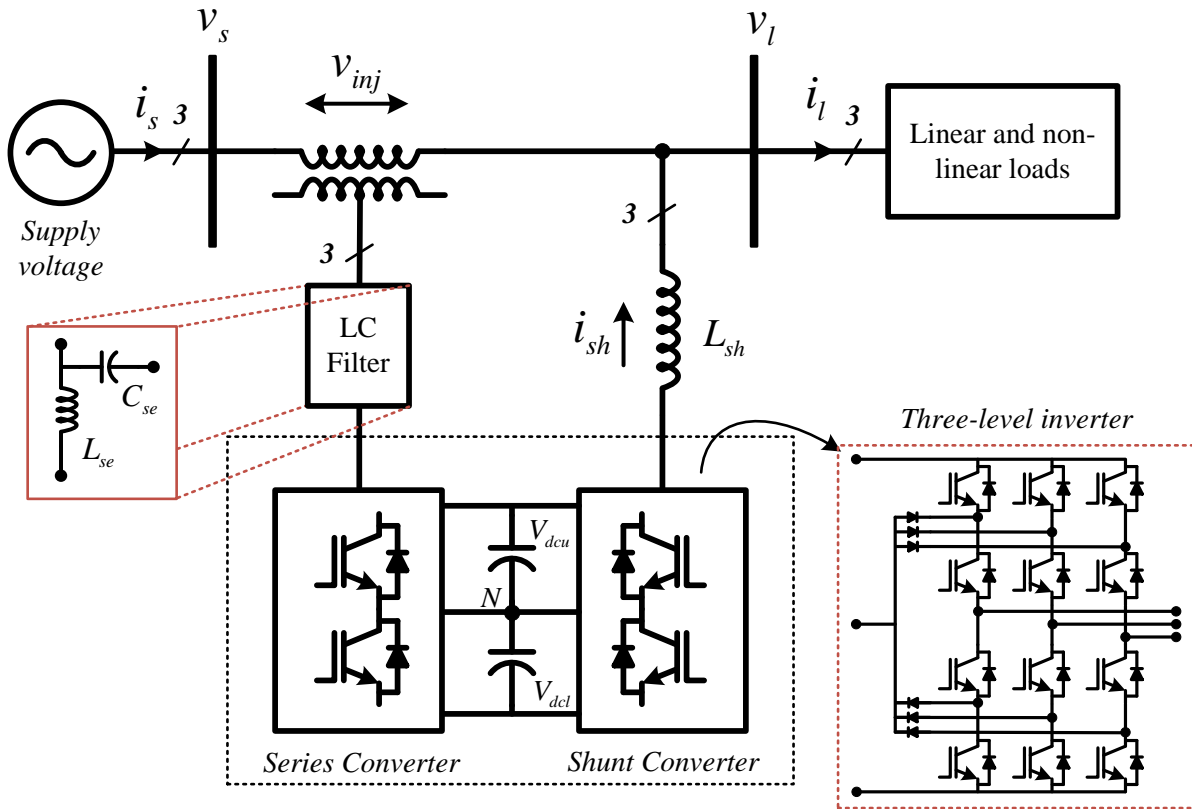 v_s
v_l
v_inj
i_s
3
i_l
3
Linear and non-
linear loads
Supply
voltage
3
3
LC
Filter
i_sh
L_sh
C_se
L_se
Three-level inverter
V_dcu
N
V_dcl
Series Converter
Shunt Converter